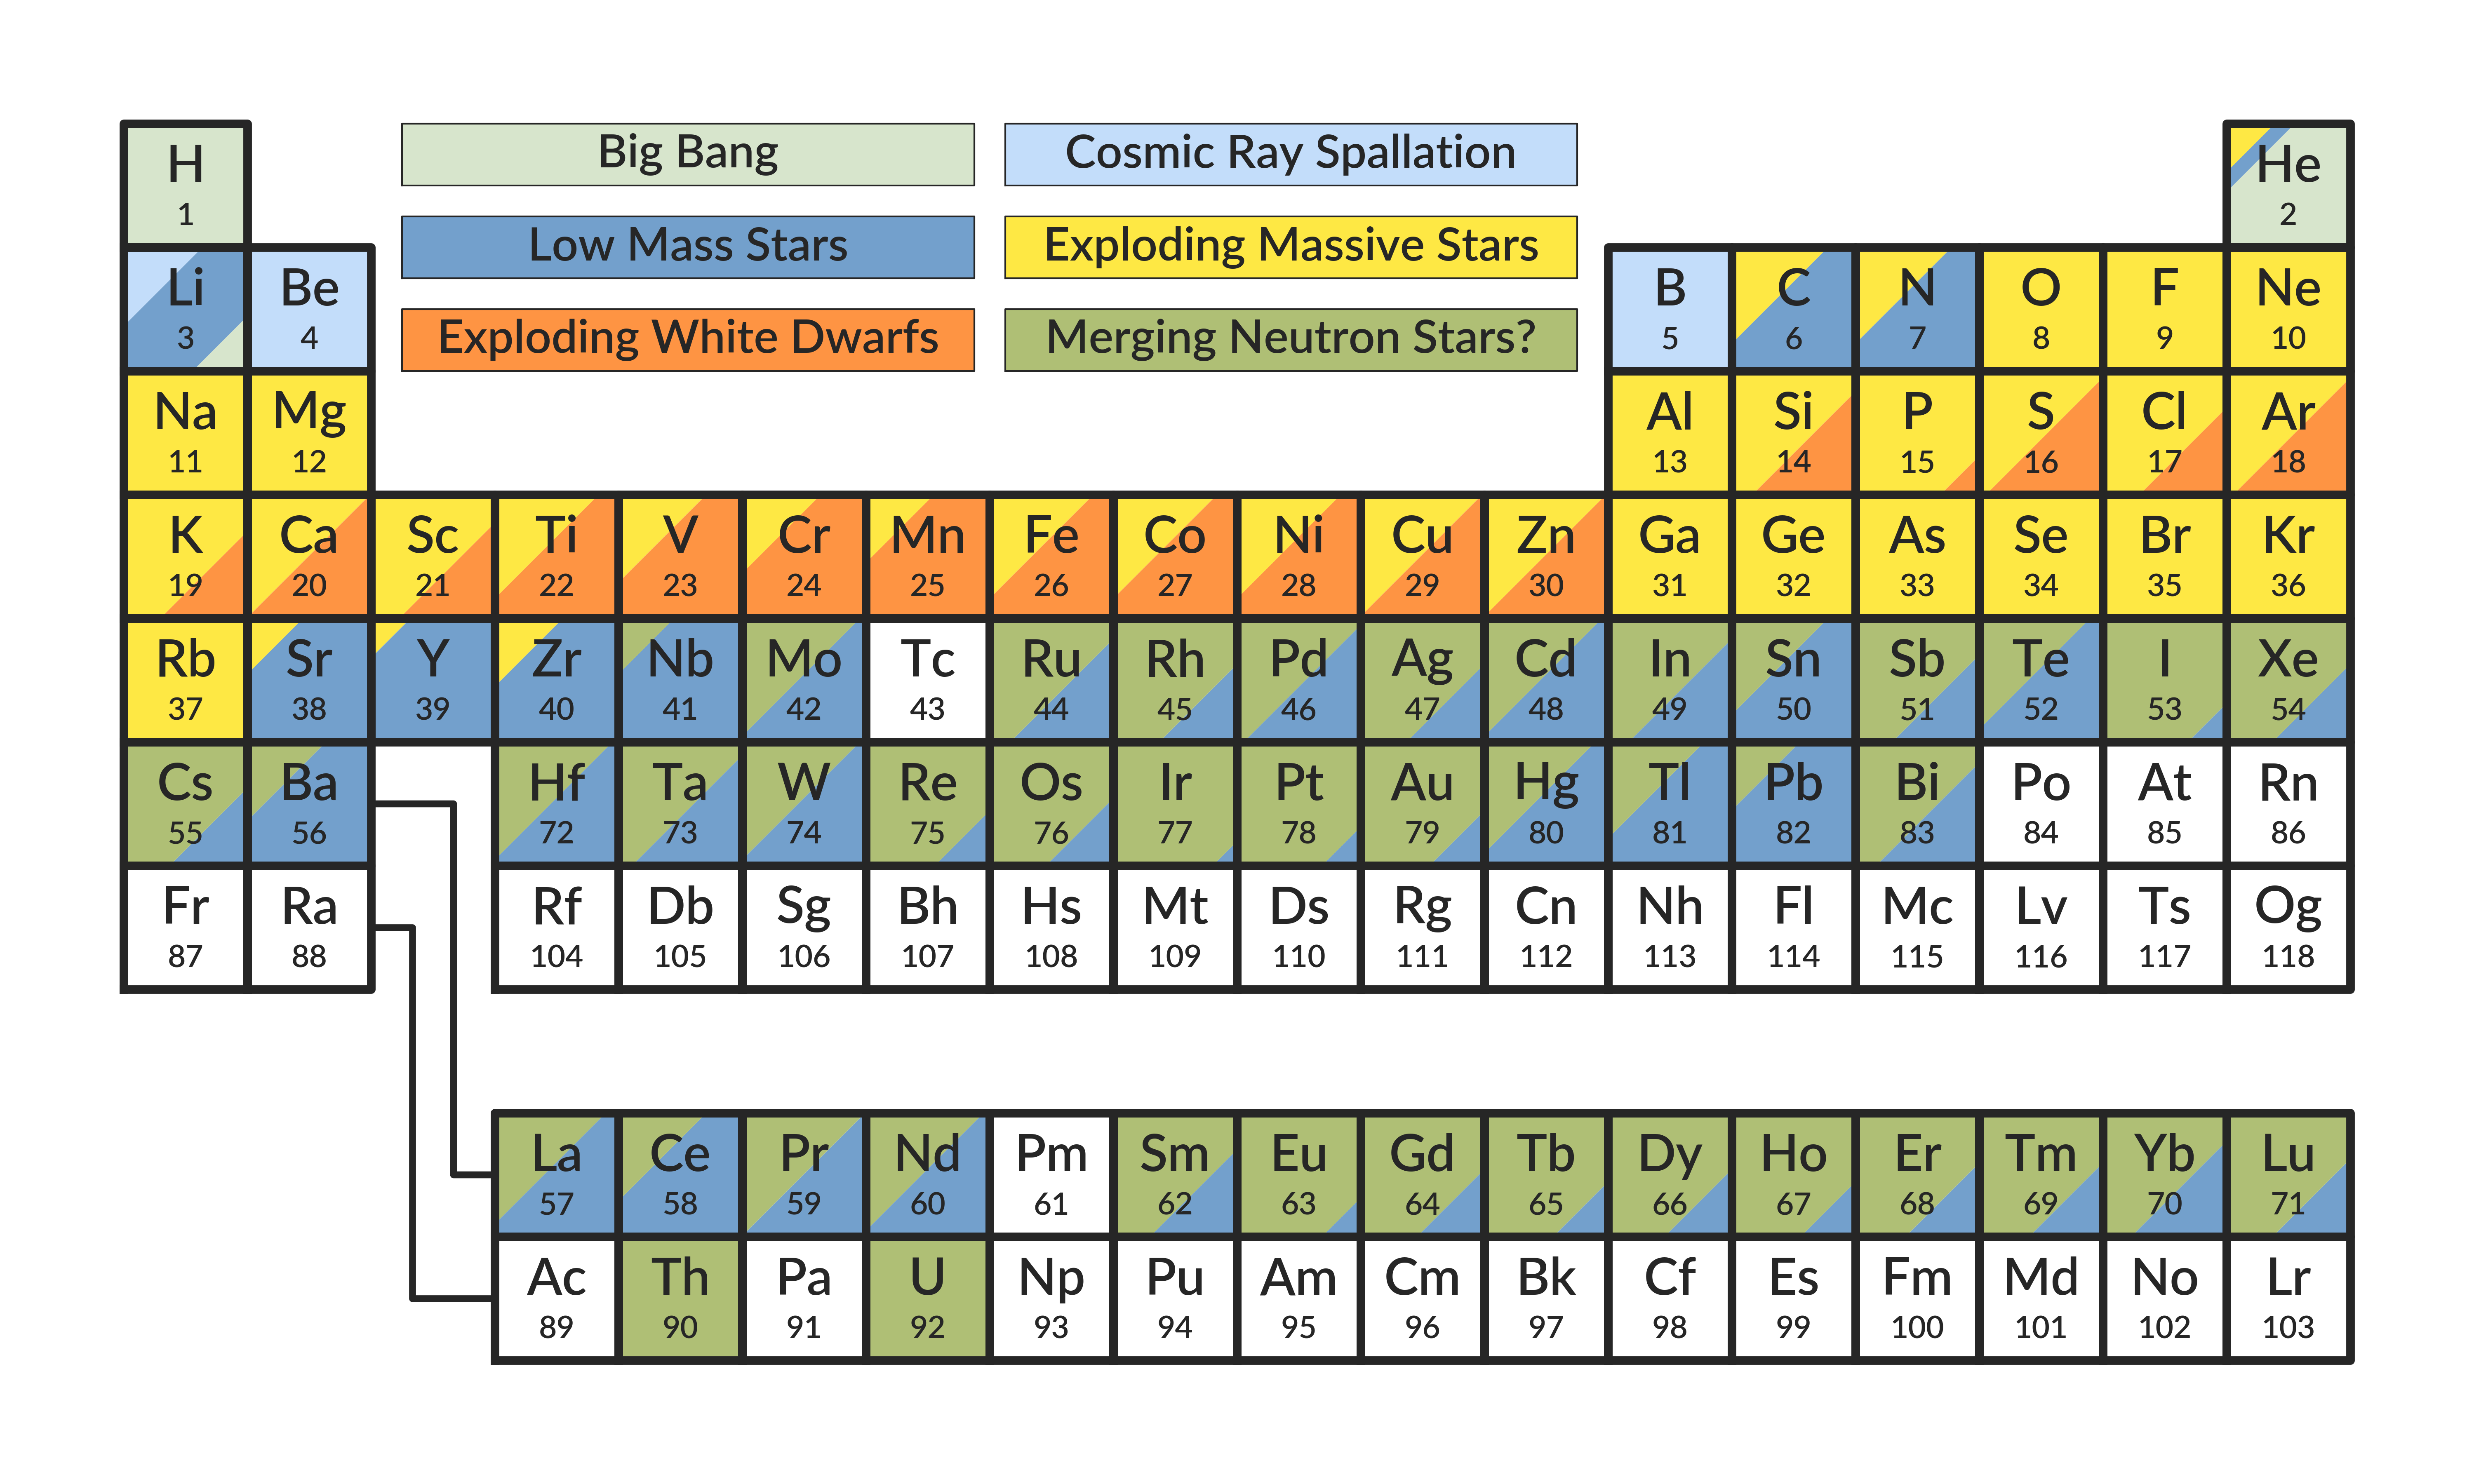 H
1
Big Bang
Cosmic Ray Spallation
He
2
Low Mass Stars
Exploding Massive Stars
Exploding White Dwarfs
Merging Neutron Stars?
Li Be B C N O F Ne
3 4 5 6 7 8 9 10
Na Mg Al Si P S Cl Ar
11 12 13 14 15 16 17 18
K Ca Sc Ti V Cr Mn Fe Co Ni Cu Zn Ga Ge As Se Br Kr
19 20 21 22 23 24 25 26 27 28 29 30 31 32 33 34 35 36
Rb Sr Y Zr Nb Mo Tc Ru Rh Pd Ag Cd In Sn Sb Te I Xe
37 38 39 40 41 42 43 44 45 46 47 48 49 50 51 52 53 54
Cs Ba Hf Ta W Re Os Ir Pt Au Hg Tl Pb Bi Po At Rn
55 56 72 73 74 75 76 77 78 79 80 81 82 83 84 85 86
Fr Ra Rf Db Sg Bh Hs Mt Ds Rg Cn Nh Fl Mc Lv Ts Og
87 88 104 105 106 107 108 109 110 111 112 113 114 115 116 117 118
La Ce Pr Nd Pm Sm Eu Gd Tb Dy Ho Er Tm Yb Lu
57 58 59 60 61 62 63 64 65 66 67 68 69 70 71
Ac Th Pa U Np Pu Am Cm Bk Cf Es Fm Md No Lr
89 90 91 92 93 94 95 96 97 98 99 100 101 102 103